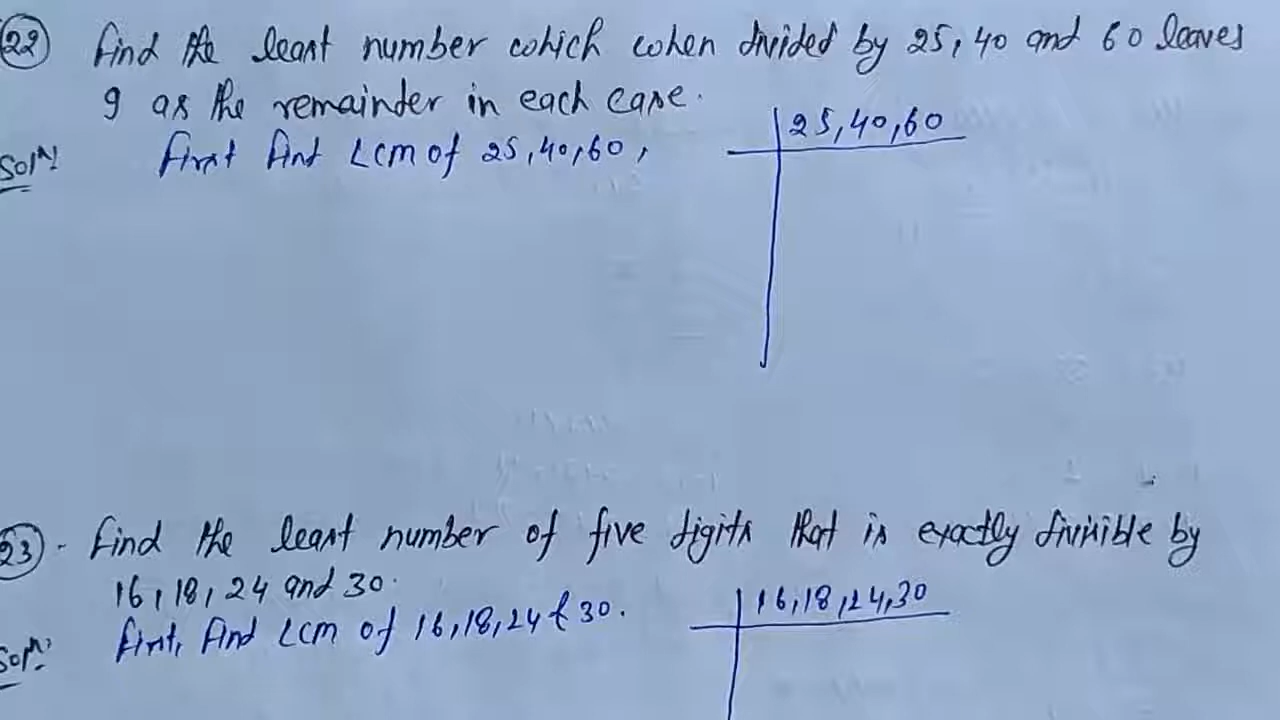 22 Find the least number which when divided by 25, 40 and 60 leaves
9 as the remainder in each case.
25, 40, 60
Soln: First find LCM of 25, 40, 60,
23. Find the least number of five digits that is exactly divisible by
16, 18, 24 and 30.
16, 18, 24, 30
Soln: First, find LCM of 16, 18, 24 & 30.